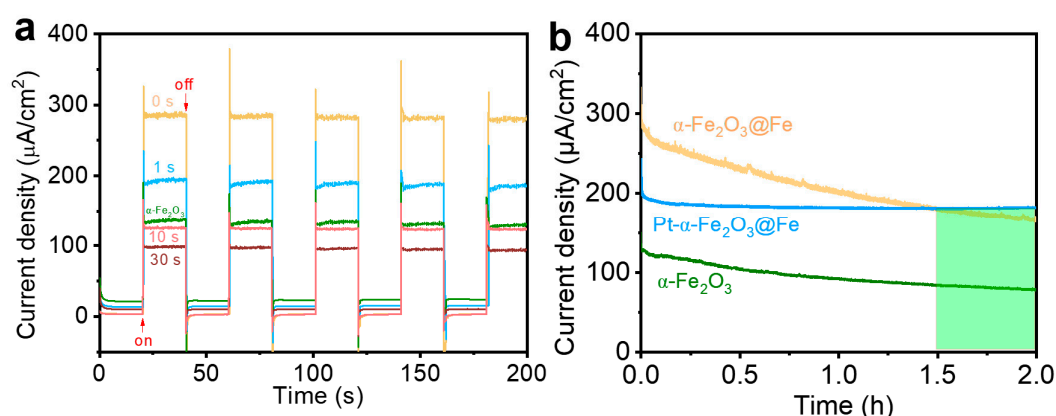 a
400
300
200
100
0
Current density (μA/cm²)
0 s
off
1 s
α-Fe₂O₃
10 s
30 s
on
0
50
100
150
200
Time (s)
b
400
300
200
100
0
Current density (μA/cm²)
α-Fe₂O₃@Fe
Pt-α-Fe₂O₃@Fe
α-Fe₂O₃
0.0
0.5
1.0
1.5
2.0
Time (h)